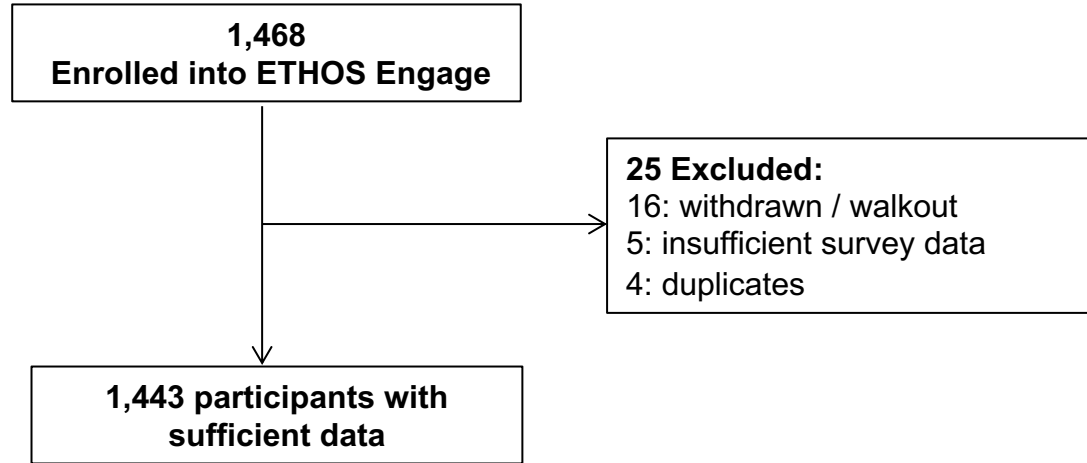 1,468
Enrolled into ETHOS Engage
25 Excluded:
16: withdrawn / walkout
5: insufficient survey data
4: duplicates
1,443 participants with
sufficient data